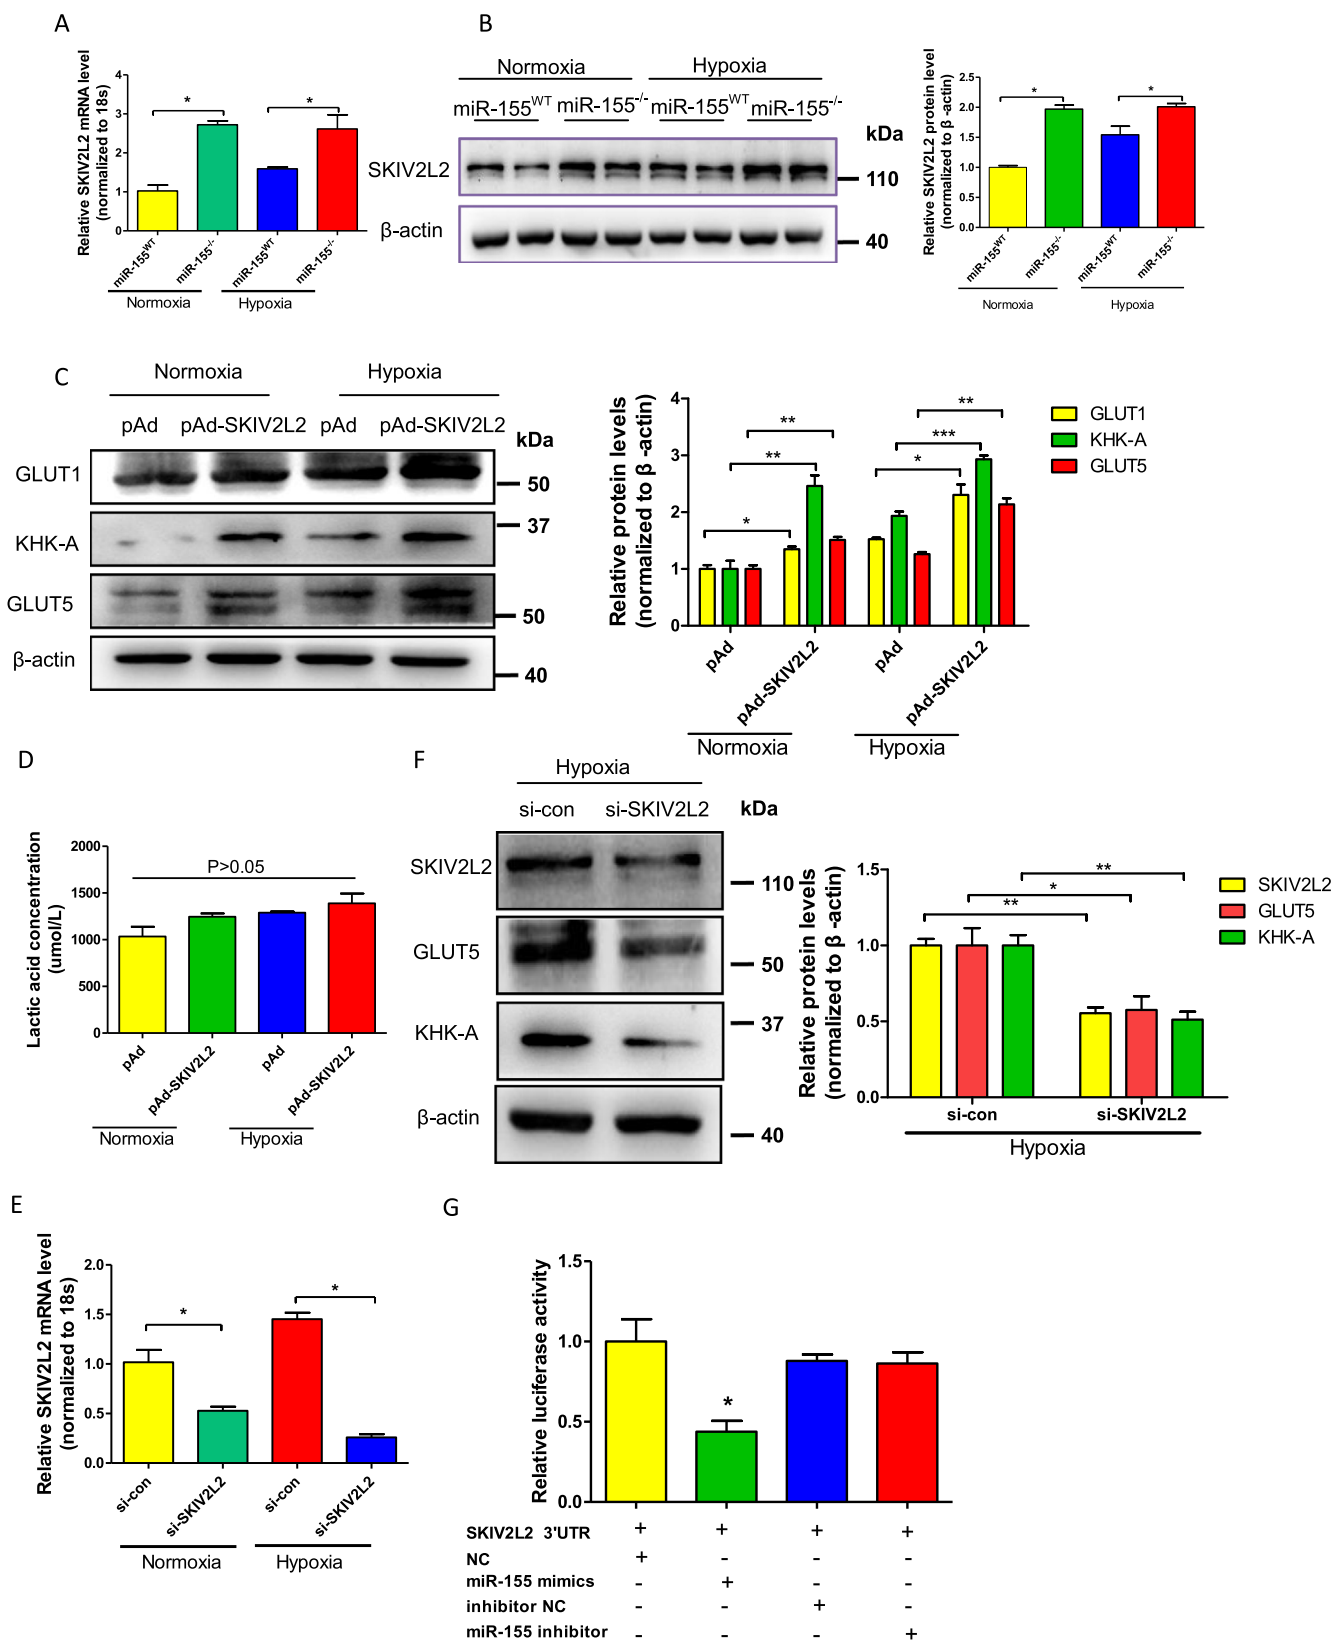 A
Relative SKIV2L2 mRNA level
(normalized to 18s)
4
3
2
1
0
*
*
miR-155WT
miR-155-/-
miR-155WT
miR-155-/-
Normoxia
Hypoxia
B
Normoxia
Hypoxia
miR-155WT miR-155-/- miR-155WT miR-155-/-
kDa
SKIV2L2
110
β-actin
40
Relative SKIV2L2 protein level
(normalized to β -actin)
2.5
2.0
1.5
1.0
0.5
0.0
*
*
miR-155WT
miR-155-/-
miR-155WT
miR-155-/-
Normoxia
Hypoxia
C
Normoxia
Hypoxia
pAd pAd-SKIV2L2 pAd pAd-SKIV2L2
kDa
GLUT1
50
KHK-A
37
GLUT5
50
β-actin
40
Relative protein levels
(normalized to β -actin)
4
3
2
1
0
*
**
**
*
***
**
GLUT1
KHK-A
GLUT5
pAd
pAd-SKIV2L2
pAd
pAd-SKIV2L2
Normoxia
Hypoxia
D
Lactic acid concentration
(umol/L)
2000
1500
1000
500
0
P>0.05
pAd
pAd-SKIV2L2
pAd
pAd-SKIV2L2
Normoxia
Hypoxia
F
Hypoxia
si-con si-SKIV2L2
kDa
SKIV2L2
110
GLUT5
50
KHK-A
37
β-actin
40
Relative protein levels
(normalized to β -actin)
1.5
1.0
0.5
0.0
**
*
**
SKIV2L2
GLUT5
KHK-A
si-con
si-SKIV2L2
Hypoxia
E
Relative SKIV2L2 mRNA level
(normalized to 18s)
2.0
1.5
1.0
0.5
0.0
*
*
si-con
si-SKIV2L2
si-con
si-SKIV2L2
Normoxia
Hypoxia
G
Relative luciferase activity
1.5
1.0
0.5
0.0
*
SKIV2L2 3'UTR + + + +
NC + - - -
miR-155 mimics - + - -
inhibitor NC - - + -
miR-155 inhibitor - - - +